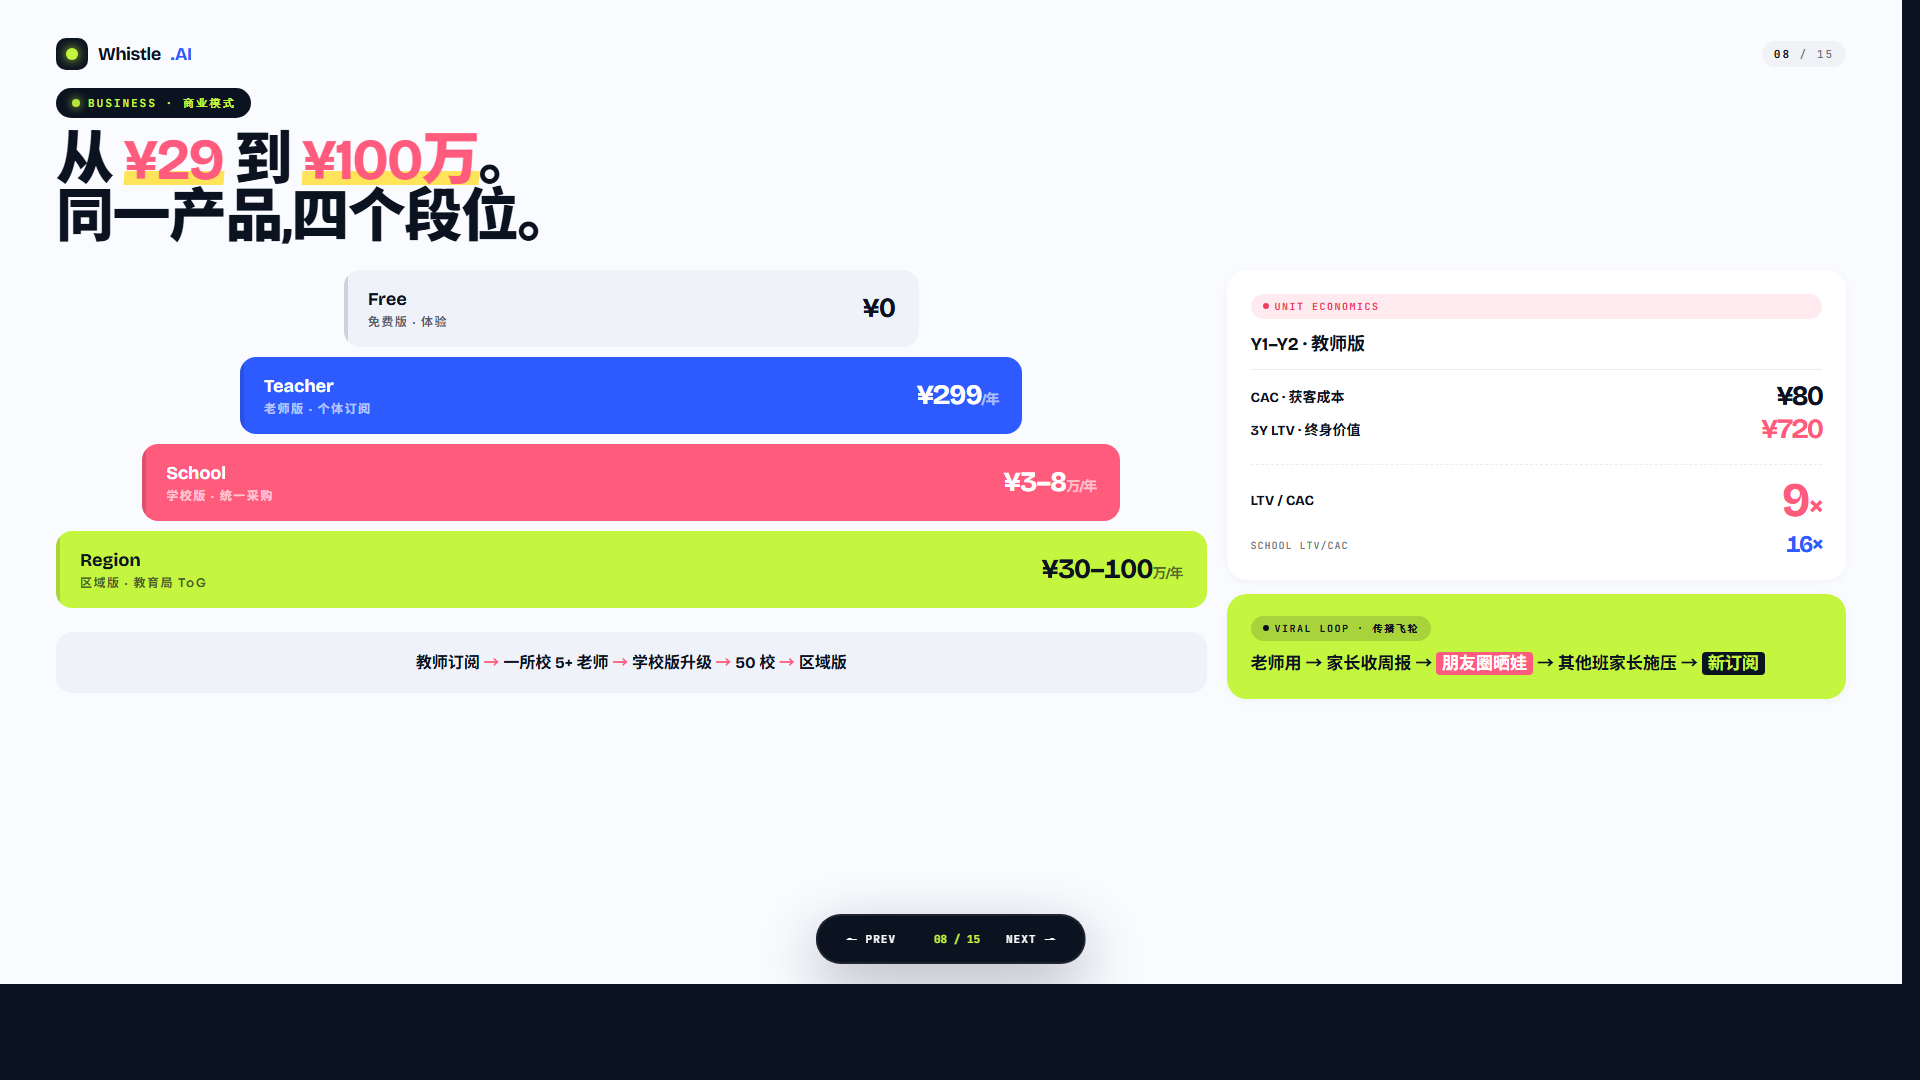 Whistle .AI
08 / 15
BUSINESS · 商业模式
从 ¥29 到 ¥100万。
同一产品,四个段位。
Free
免费版 · 体验
¥0
Teacher
老师版 · 个体订阅
¥299/年
School
学校版 · 统一采购
¥3–8万/年
Region
区域版 · 教育局 ToG
¥30–100万/年
教师订阅 → 一所校 5+ 老师 → 学校版升级 → 50 校 → 区域版
UNIT ECONOMICS
Y1–Y2 · 教师版
CAC · 获客成本 ¥80
3Y LTV · 终身价值 ¥720
LTV / CAC 9×
SCHOOL LTV/CAC 16×
VIRAL LOOP · 传播飞轮
老师用 → 家长收周报 → 朋友圈晒娃 → 其他班家长施压 → 新订阅
← PREV 08 / 15 NEXT →